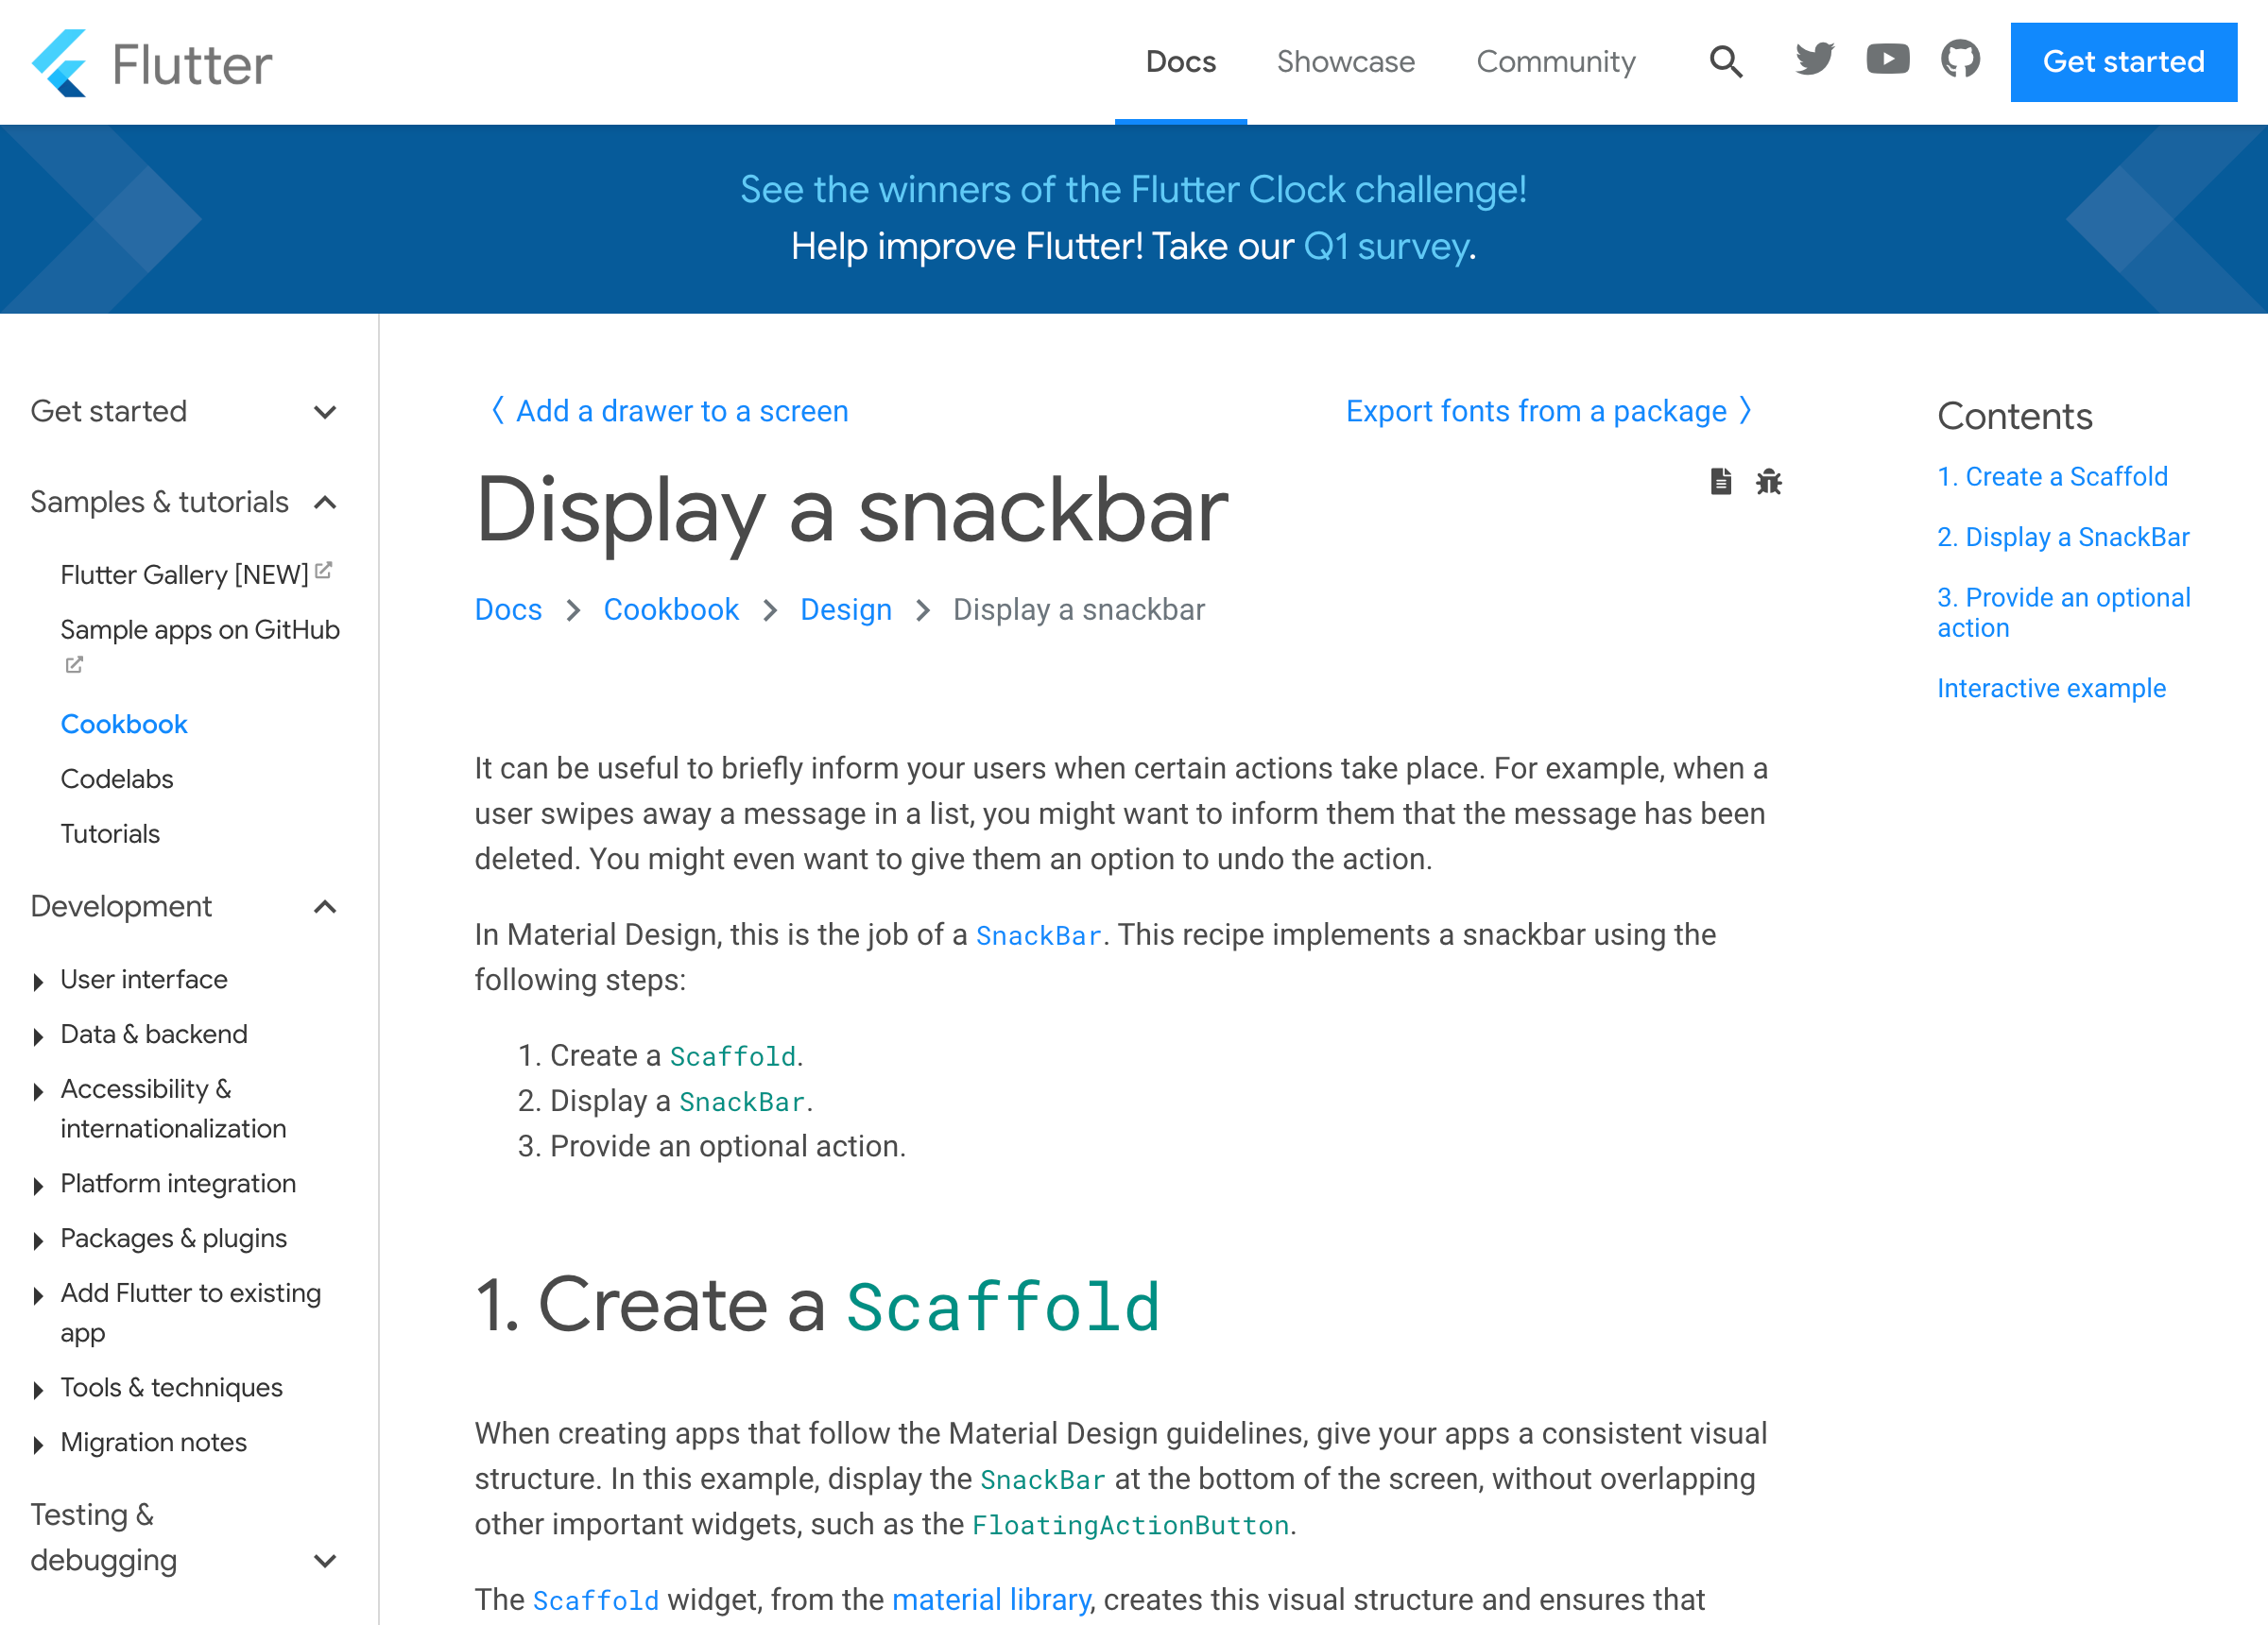 Flutter
Docs
Showcase
Community
Get started
See the winners of the Flutter Clock challenge!
Help improve Flutter! Take our Q1 survey.
Get started
Samples & tutorials
Flutter Gallery [NEW]
Sample apps on GitHub
Cookbook
Codelabs
Tutorials
Development
User interface
Data & backend
Accessibility &
internationalization
Platform integration
Packages & plugins
Add Flutter to existing
app
Tools & techniques
Migration notes
Testing &
debugging
Add a drawer to a screen
Export fonts from a package
Display a snackbar
Docs
Cookbook
Design
Display a snackbar
It can be useful to briefly inform your users when certain actions take place. For example, when a
user swipes away a message in a list, you might want to inform them that the message has been
deleted. You might even want to give them an option to undo the action.
In Material Design, this is the job of a SnackBar. This recipe implements a snackbar using the
following steps:
1. Create a Scaffold.
2. Display a SnackBar.
3. Provide an optional action.
1. Create a Scaffold
When creating apps that follow the Material Design guidelines, give your apps a consistent visual
structure. In this example, display the SnackBar at the bottom of the screen, without overlapping
other important widgets, such as the FloatingActionButton.
The Scaffold widget, from the material library, creates this visual structure and ensures that
Contents
1. Create a Scaffold
2. Display a SnackBar
3. Provide an optional
action
Interactive example